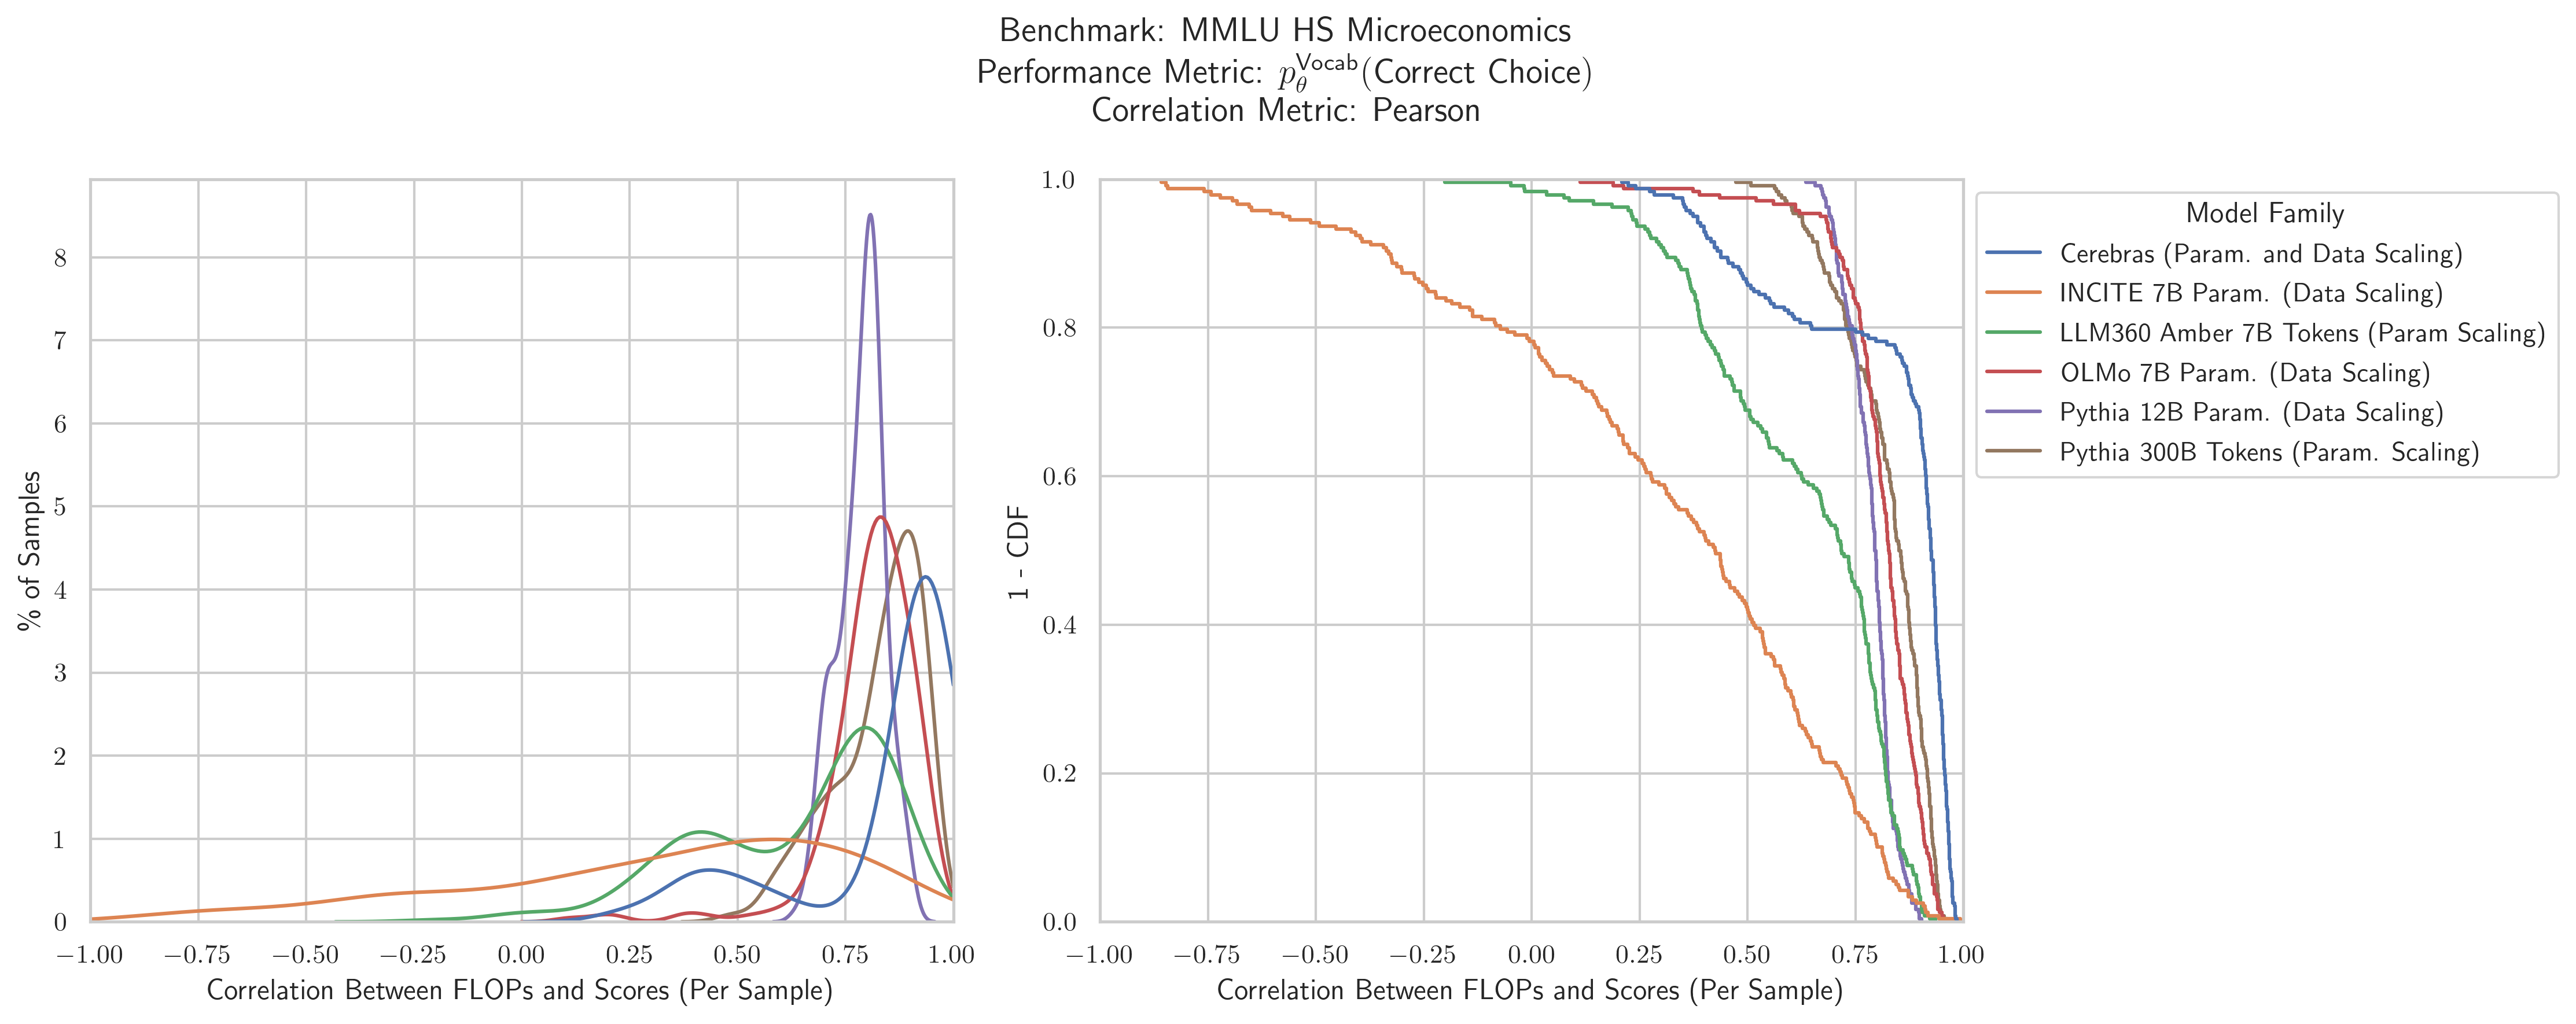 Benchmark: MMLU HS Microeconomics
Performance Metric: $p_\theta^{\text{Vocab}}(\text{Correct Choice})$
Correlation Metric: Pearson
% of Samples
8
7
6
5
4
3
2
1
0
−1.00 −0.75 −0.50 −0.25 0.00 0.25 0.50 0.75 1.00
Correlation Between FLOPs and Scores (Per Sample)
1 - CDF
1.0
0.8
0.6
0.4
0.2
0.0
−1.00 −0.75 −0.50 −0.25 0.00 0.25 0.50 0.75 1.00
Correlation Between FLOPs and Scores (Per Sample)
Model Family
Cerebras (Param. and Data Scaling)
INCITE 7B Param. (Data Scaling)
LLM360 Amber 7B Tokens (Param Scaling)
OLMo 7B Param. (Data Scaling)
Pythia 12B Param. (Data Scaling)
Pythia 300B Tokens (Param. Scaling)